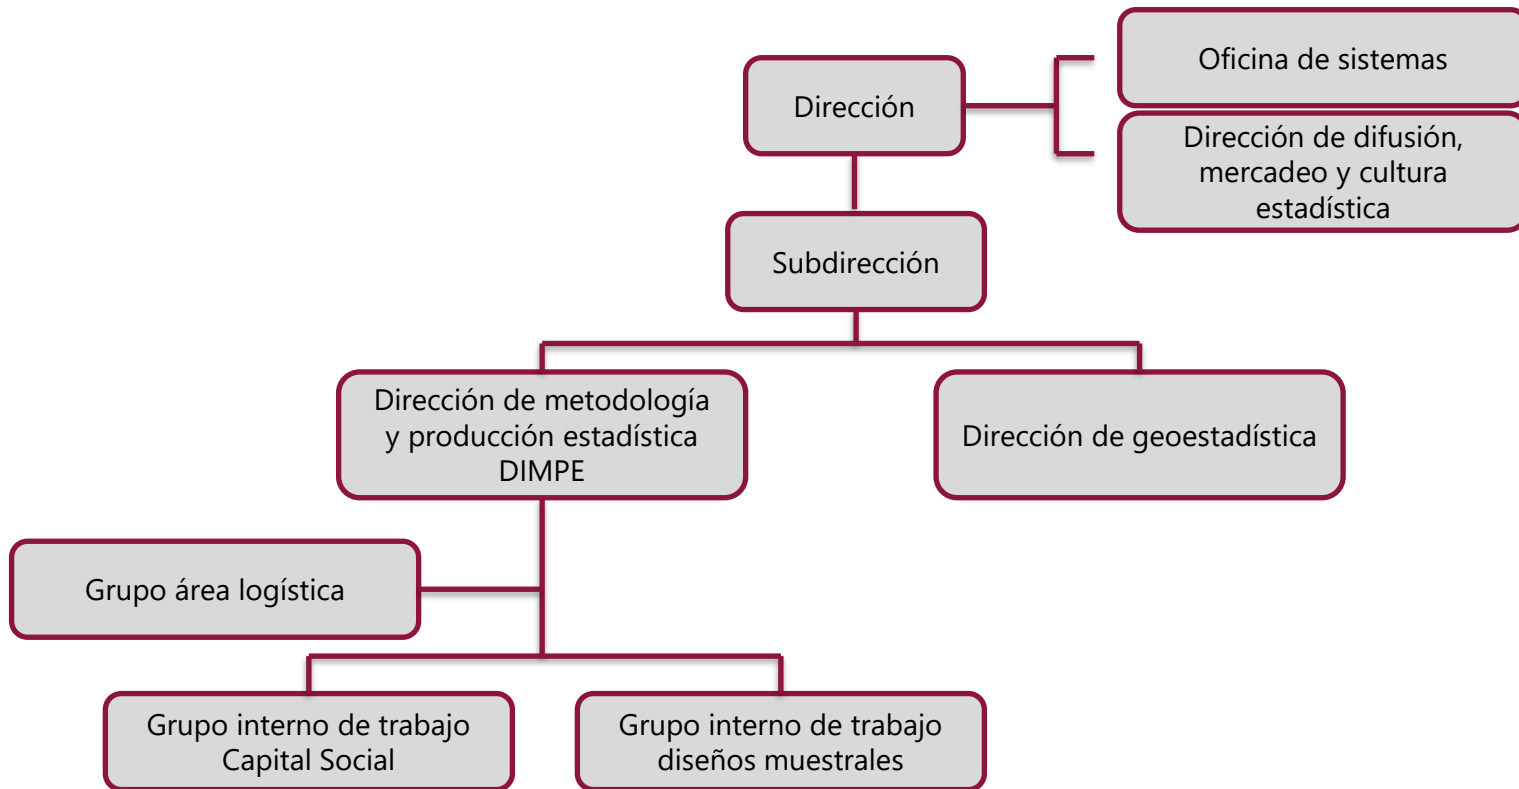 Oficina de sistemas
Dirección
Dirección de difusión,
mercadeo y cultura
estadística
Subdirección
Dirección de metodología
y producción estadística
DIMPE
Dirección de geoestadística
Grupo área logística
Grupo interno de trabajo
Capital Social
Grupo interno de trabajo
diseños muestrales